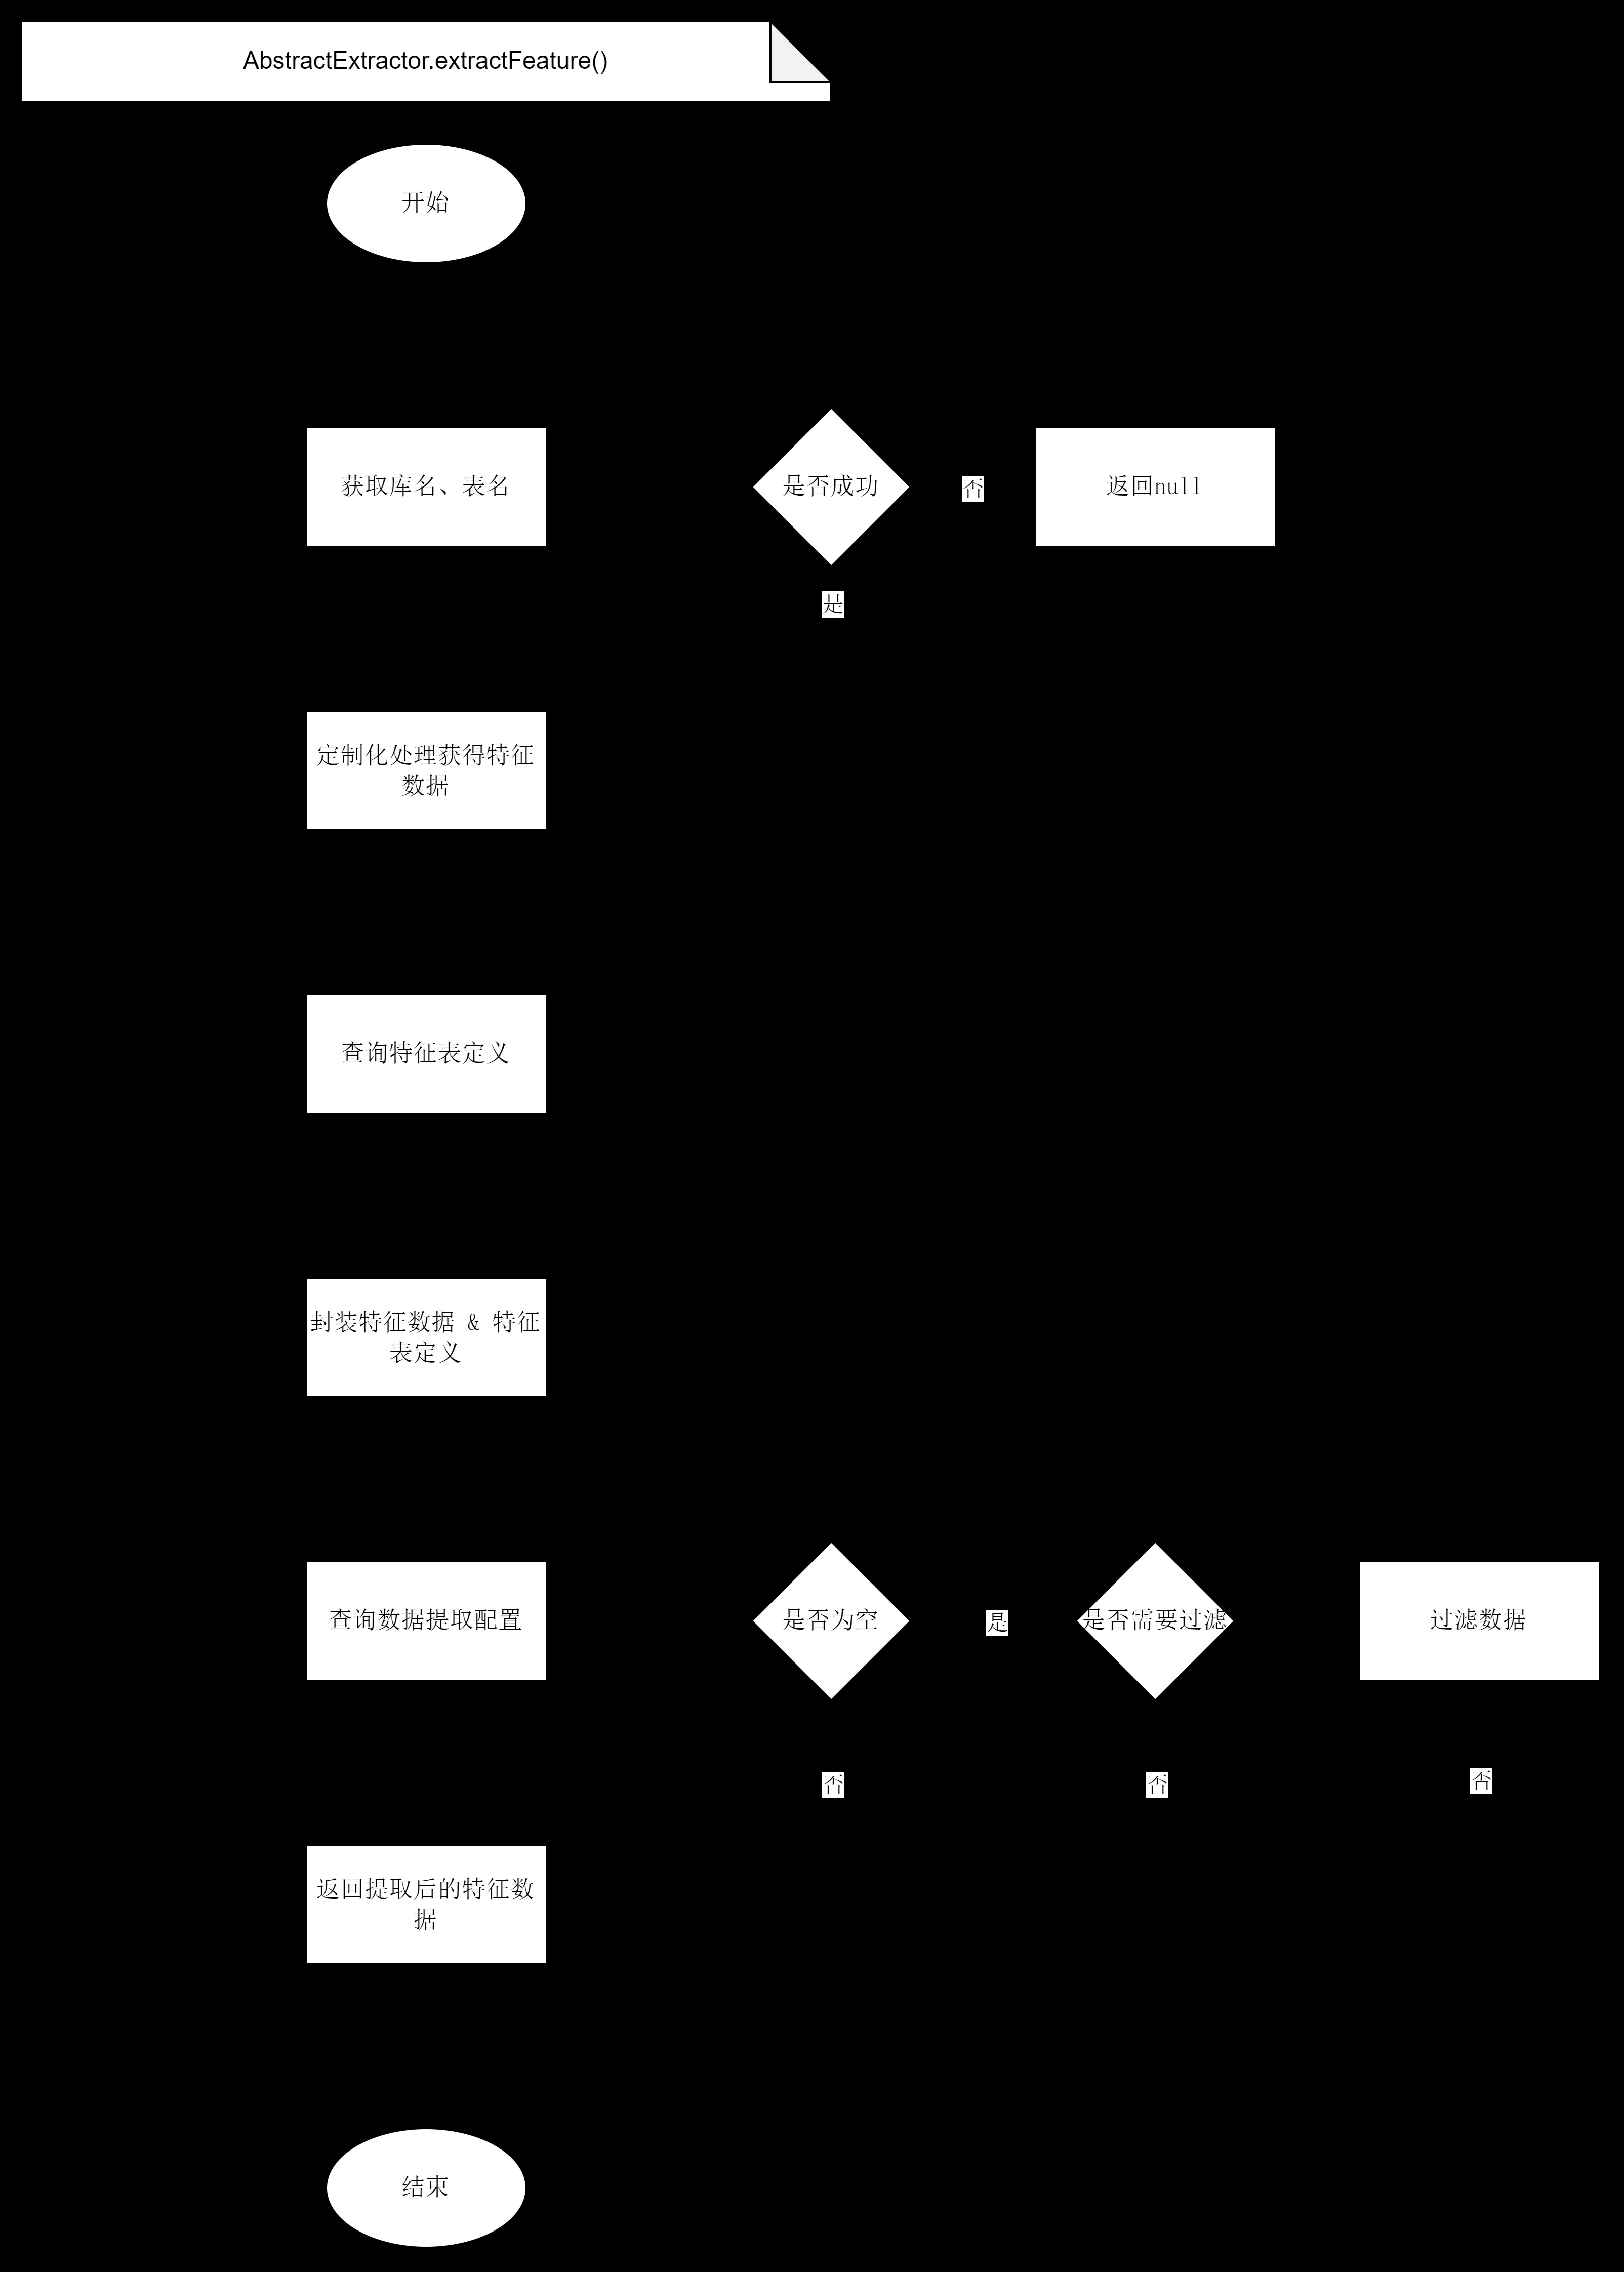 AbstractExtractor.extractFeature()
开始
获取库名、表名
是否成功
否
返回null
是
定制化处理获得特征
数据
查询特征表定义
封装特征数据 & 特征
表定义
查询数据提取配置
是否为空
是
是否需要过滤
过滤数据
否
否
否
返回提取后的特征数
据
结束